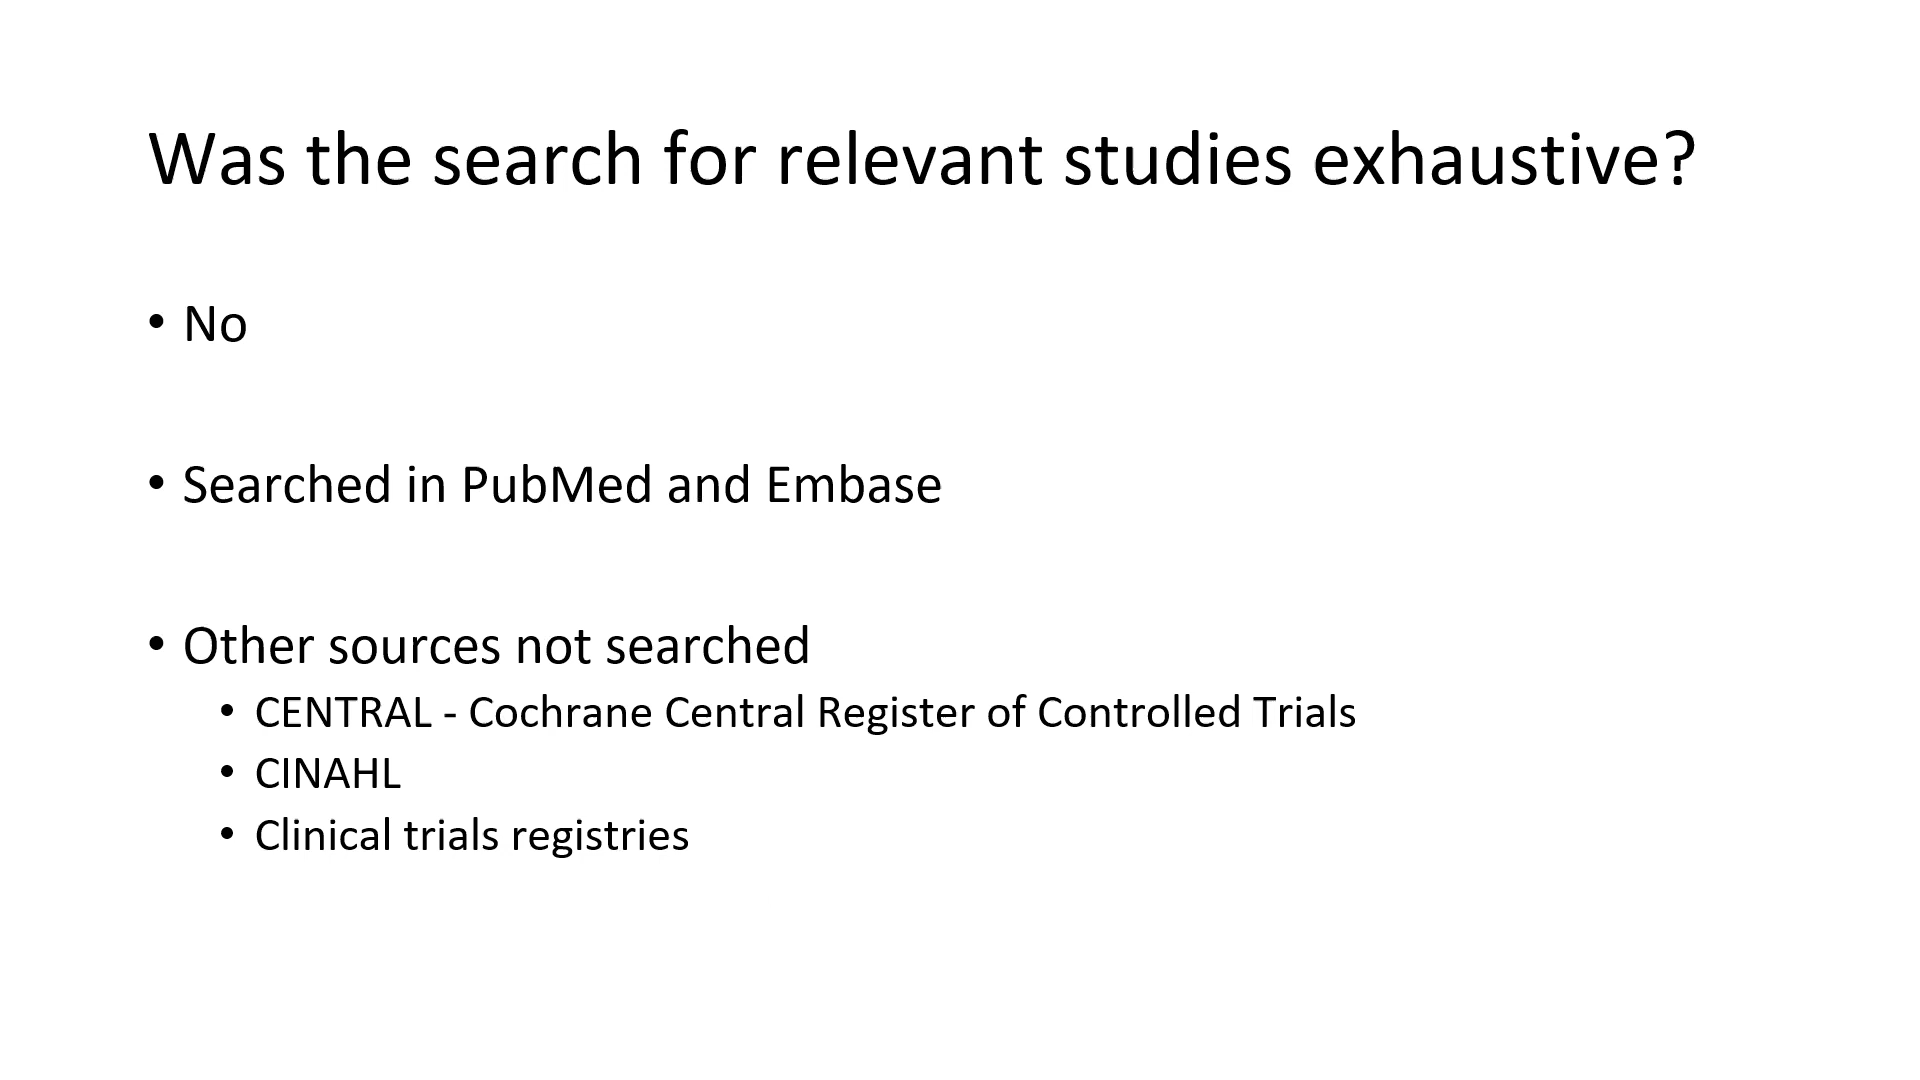 Was the search for relevant studies exhaustive?
• No
• Searched in PubMed and Embase
• Other sources not searched
• CENTRAL - Cochrane Central Register of Controlled Trials
• CINAHL
• Clinical trials registries